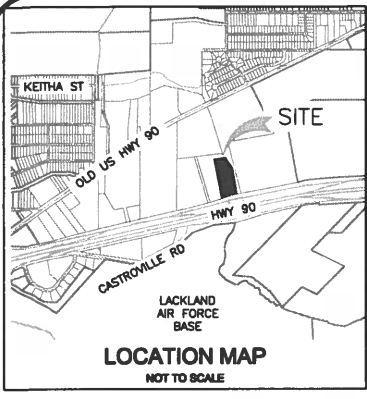 KEITHA ST
SITE
OLD US HWY 90
HWY 90
CASTROVILLE RD
LACKLAND
AIR FORCE
BASE
LOCATION MAP
NOT TO SCALE